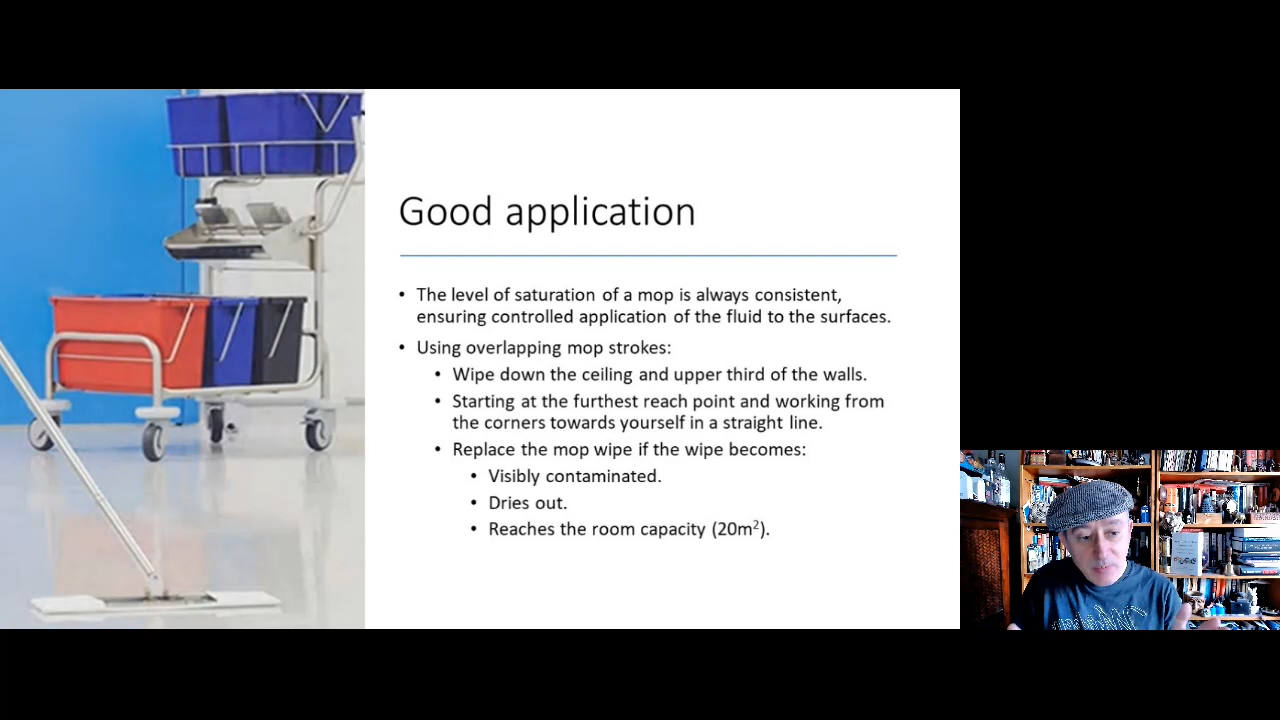 Good application
• The level of saturation of a mop is always consistent,
ensuring controlled application of the fluid to the surfaces.
• Using overlapping mop strokes:
• Wipe down the ceiling and upper third of the walls.
• Starting at the furthest reach point and working from
the corners towards yourself in a straight line.
• Replace the mop wipe if the wipe becomes:
• Visibly contaminated.
• Dries out.
• Reaches the room capacity (20m²).